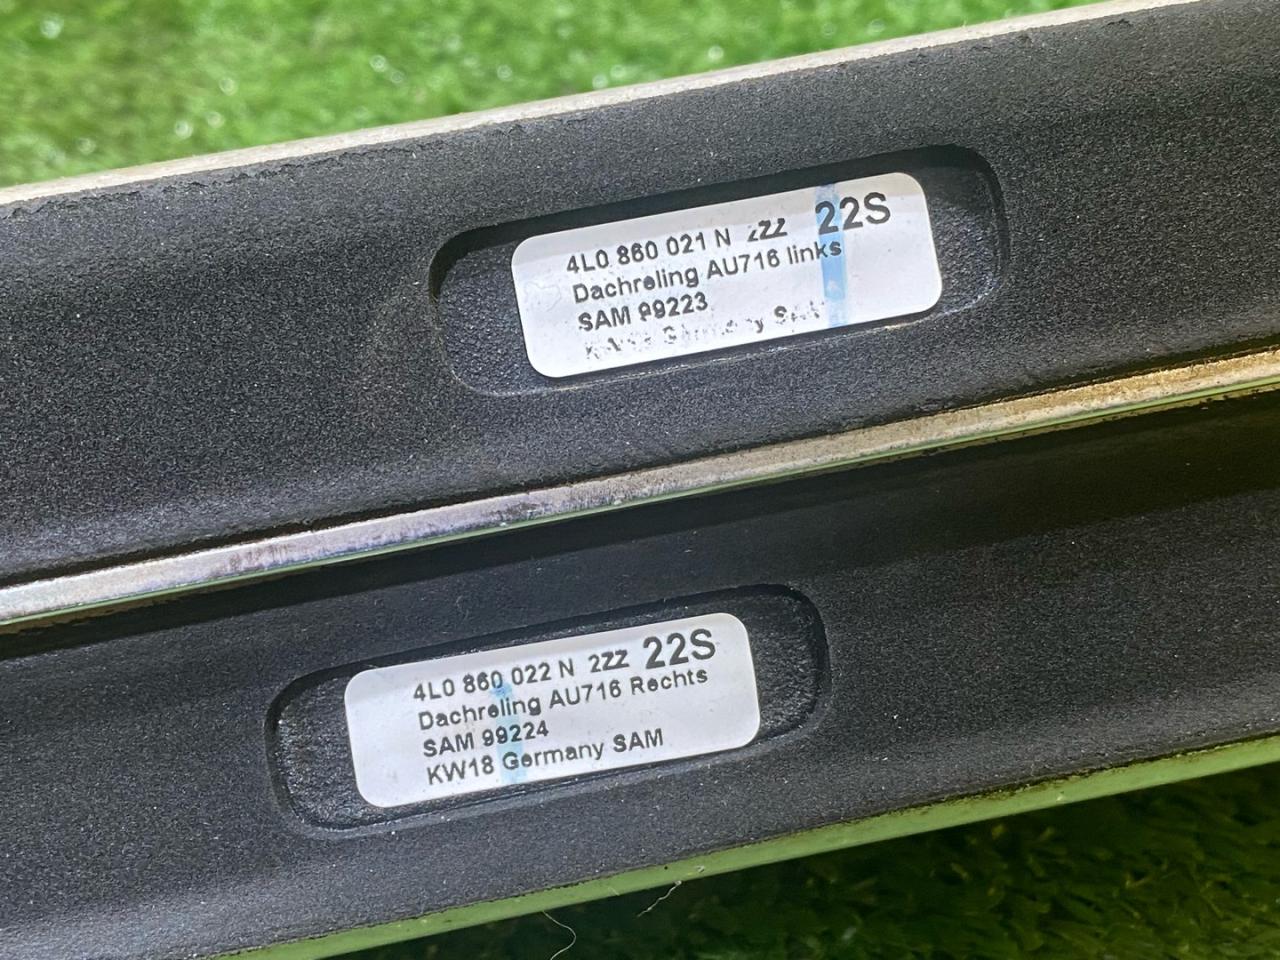 4L0 860 021 N 2ZZ 22S
Dachreling AU716 links
SAM 99223
4L0 860 022 N 2ZZ 22S
Dachreling AU716 Rechts
SAM 99224
KW18 Germany SAM